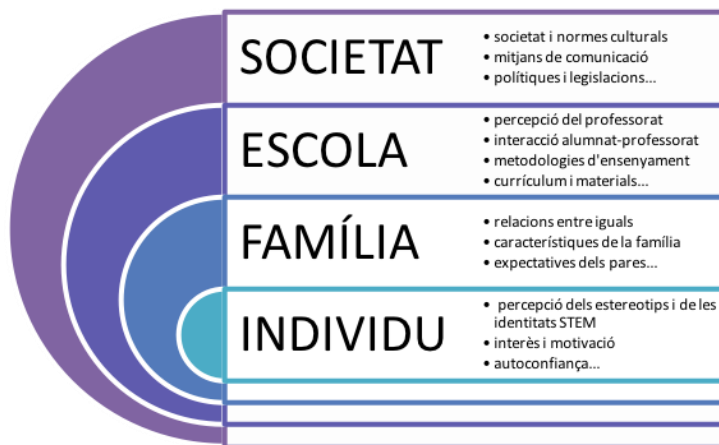 SOCIETAT
• societat i normes culturals
• mitjans de comunicació
• polítiques i legislacions...
ESCOLA
• percepció del professorat
• interacció alumnat-professorat
• metodologies d'ensenyament
• currículum i materials...
FAMÍLIA
• relacions entre iguals
• característiques de la família
• expectatives dels pares...
INDIVIDU
• percepció dels estereotips i de les
identitats STEM
• interès i motivació
• autoconfiança...